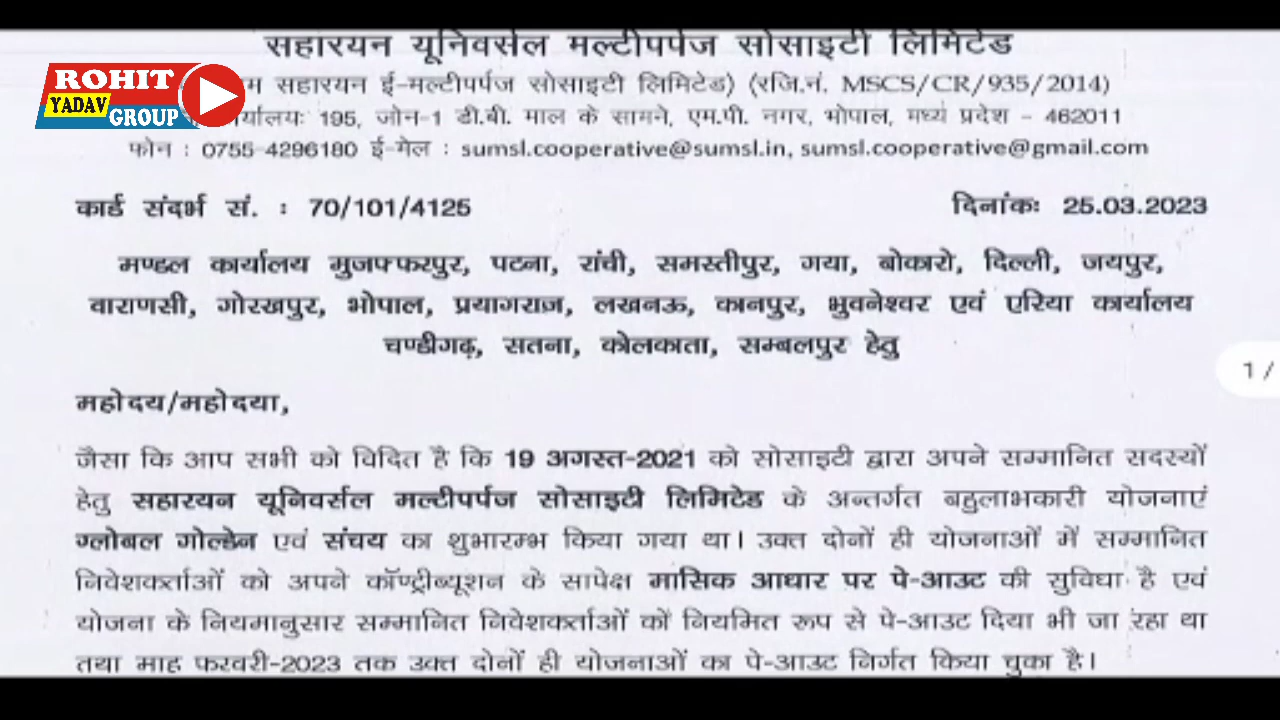 सहारयन यूनिवर्सल मल्टीपर्पज सोसाइटी लिमिटेड
ROHIT
YADAV
GROUP
म सहारयन ई-मल्टीपर्पज सोसाइटी लिमिटेड) (रजि.नं. MSCS/CR/935/2014)
र्यालयः 195, जोन-1 डी.बी. माल के सामने, एम.पी. नगर, भोपाल, मध्य प्रदेश - 462011
फोन : 0755-4296180 ई-मेल : sumsl.cooperative@sumsl.in, sumsl.cooperative@gmail.com
कार्ड संदर्भ सं. : 70/101/4125 दिनांकः 25.03.2023
मण्डल कार्यालय मुजफ्फरपुर, पटना, रांची, समस्तीपुर, गया, बोकारो, दिल्ली, जयपुर,
वाराणसी, गोरखपुर, भोपाल, प्रयागराज, लखनऊ, कानपुर, भुवनेश्वर एवं एरिया कार्यालय
चण्डीगढ़, सतना, कोलकाता, सम्बलपुर हेतु
1 /
महोदय/महोदया,
जैसा कि आप सभी को विदित है कि 19 अगस्त-2021 को सोसाइटी द्वारा अपने सम्मानित सदस्यों
हेतु सहारयन यूनिवर्सल मल्टीपर्पज सोसाइटी लिमिटेड के अन्तर्गत बहुलाभकारी योजनाएं
ग्लोबल गोल्डेन एवं संचय का शुभारम्भ किया गया था। उक्त दोनों ही योजनाओं में सम्मानित
निवेशकर्ताओं को अपने कॉण्ट्रीब्यूशन के सापेक्ष मासिक आधार पर पे-आउट की सुविधा है एवं
योजना के नियमानुसार सम्मानित निवेशकर्ताओं कों नियमित रूप से पे-आउट दिया भी जा रहा था
तथा माह फरवरी-2023 तक उक्त दोनों ही योजनाओं का पे-आउट निर्गत किया चुका है।